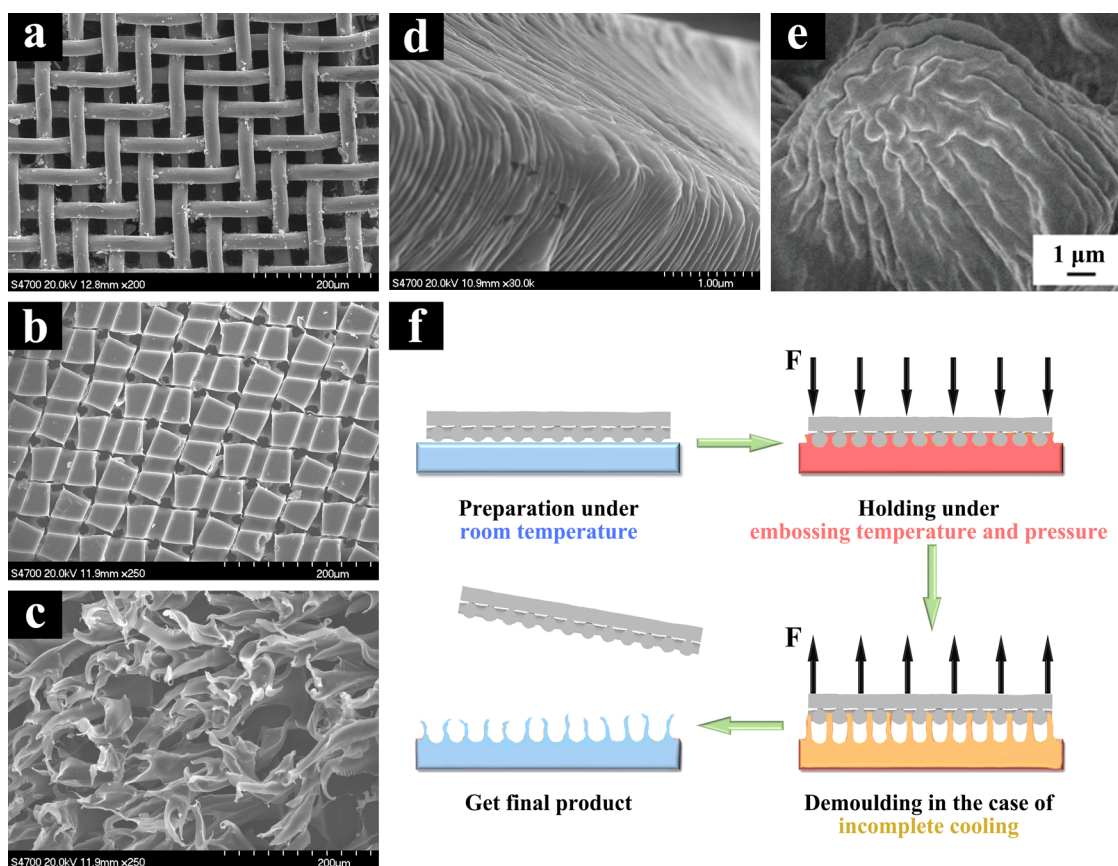 a
S4700 20.0kV 12.8mm x200
200μm
b
S4700 20.0kV 11.9mm x250
200μm
c
S4700 20.0kV 11.9mm x250
200μm
d
S4700 20.0kV 10.9mm x30.0k
1.00μm
e
1 μm
f
F
Preparation under
room temperature
Holding under
embossing temperature and pressure
F
Get final product
Demoulding in the case of
incomplete cooling